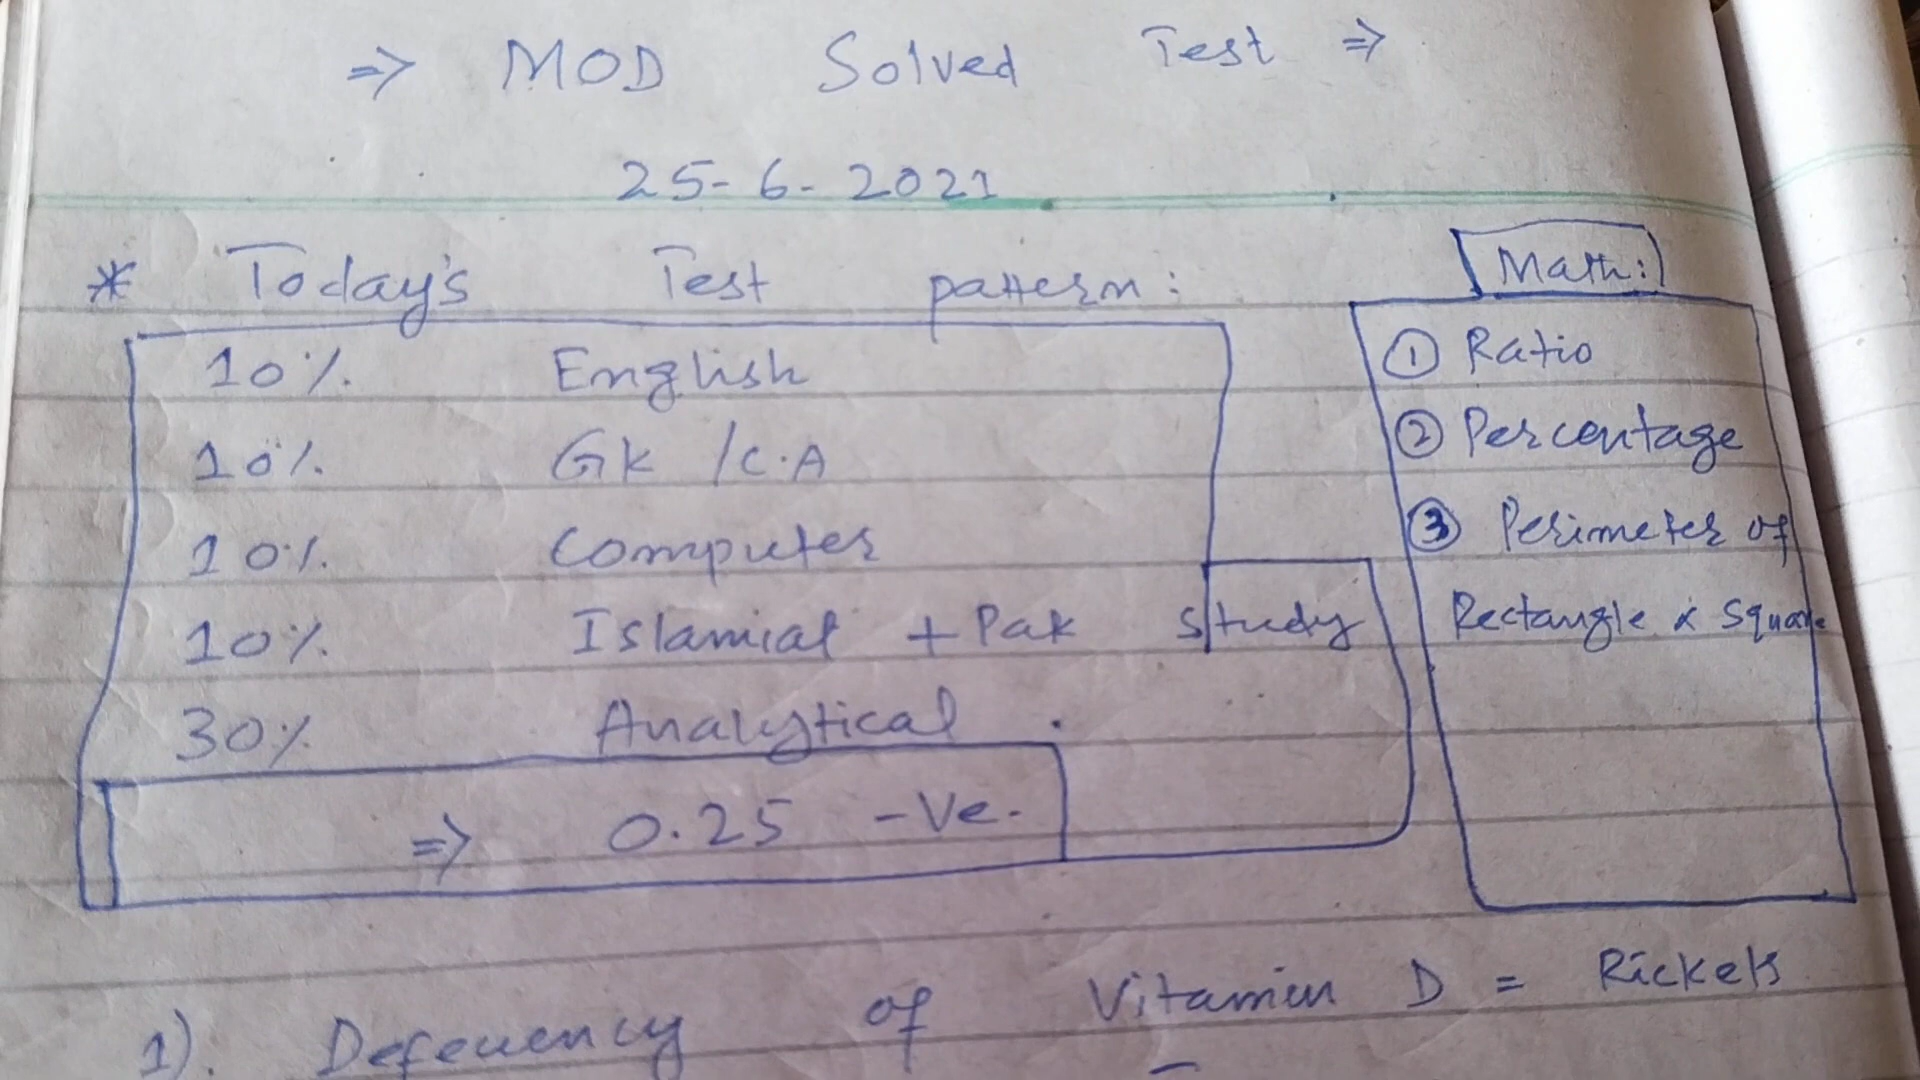 ⇒ MOD Solved Test ⇒
25-6-2021
* Today's Test pattern:
10% English
10% Gk /C.A
10% Computer
10% Islamiat + Pak study
30% Analytical.
⇒ 0.25 -Ve.
Math:
① Ratio
② Percentage
③ Perimeter of
Rectangle & Square
1). Defeuency of Vitamin D = Rickets